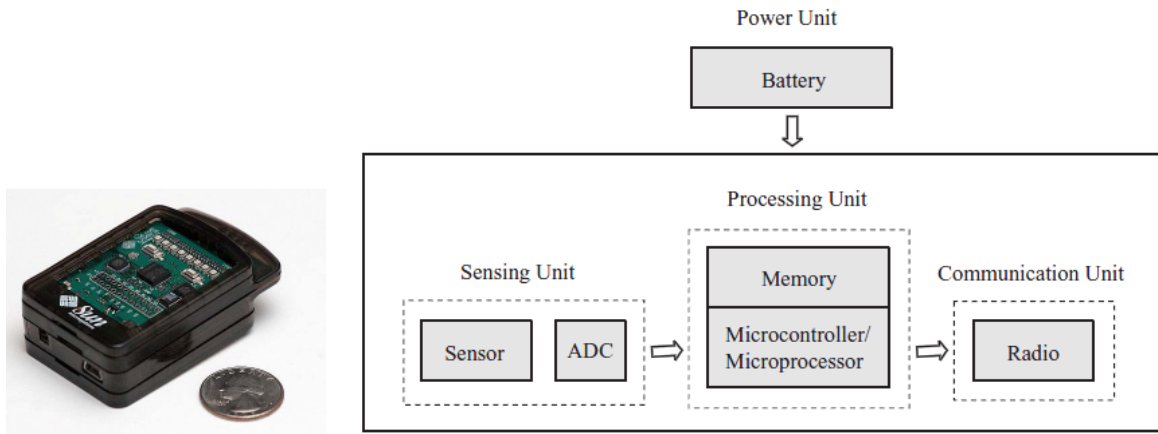 Power Unit
Battery
Processing Unit
Sensing Unit
Memory
Communication Unit
Sensor
ADC
Microcontroller/
Microprocessor
Radio
Sun